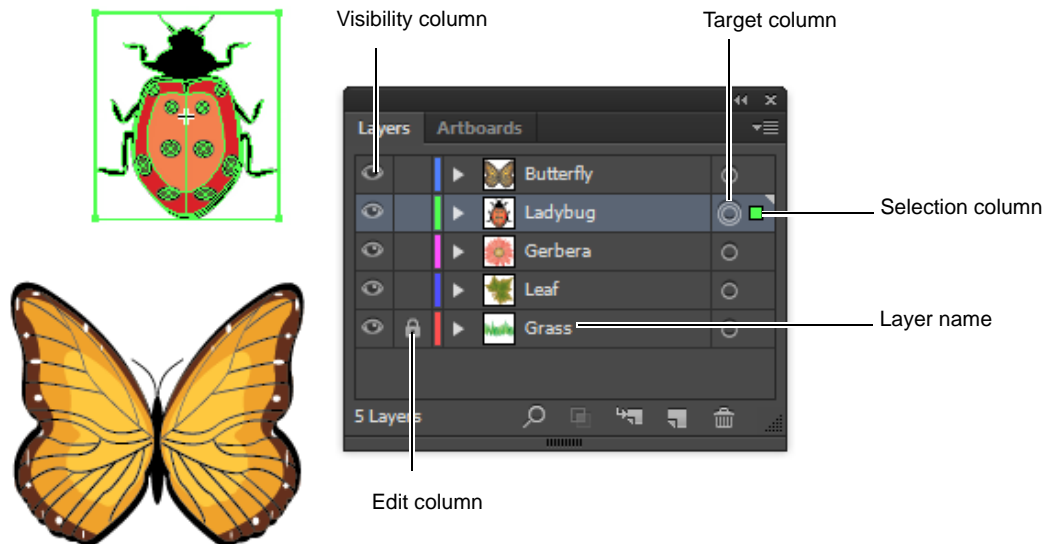 Visibility column
Target column
Layers Artboards
Butterfly
Ladybug
Selection column
Gerbera
Leaf
Grass
Layer name
5 Layers
Edit column